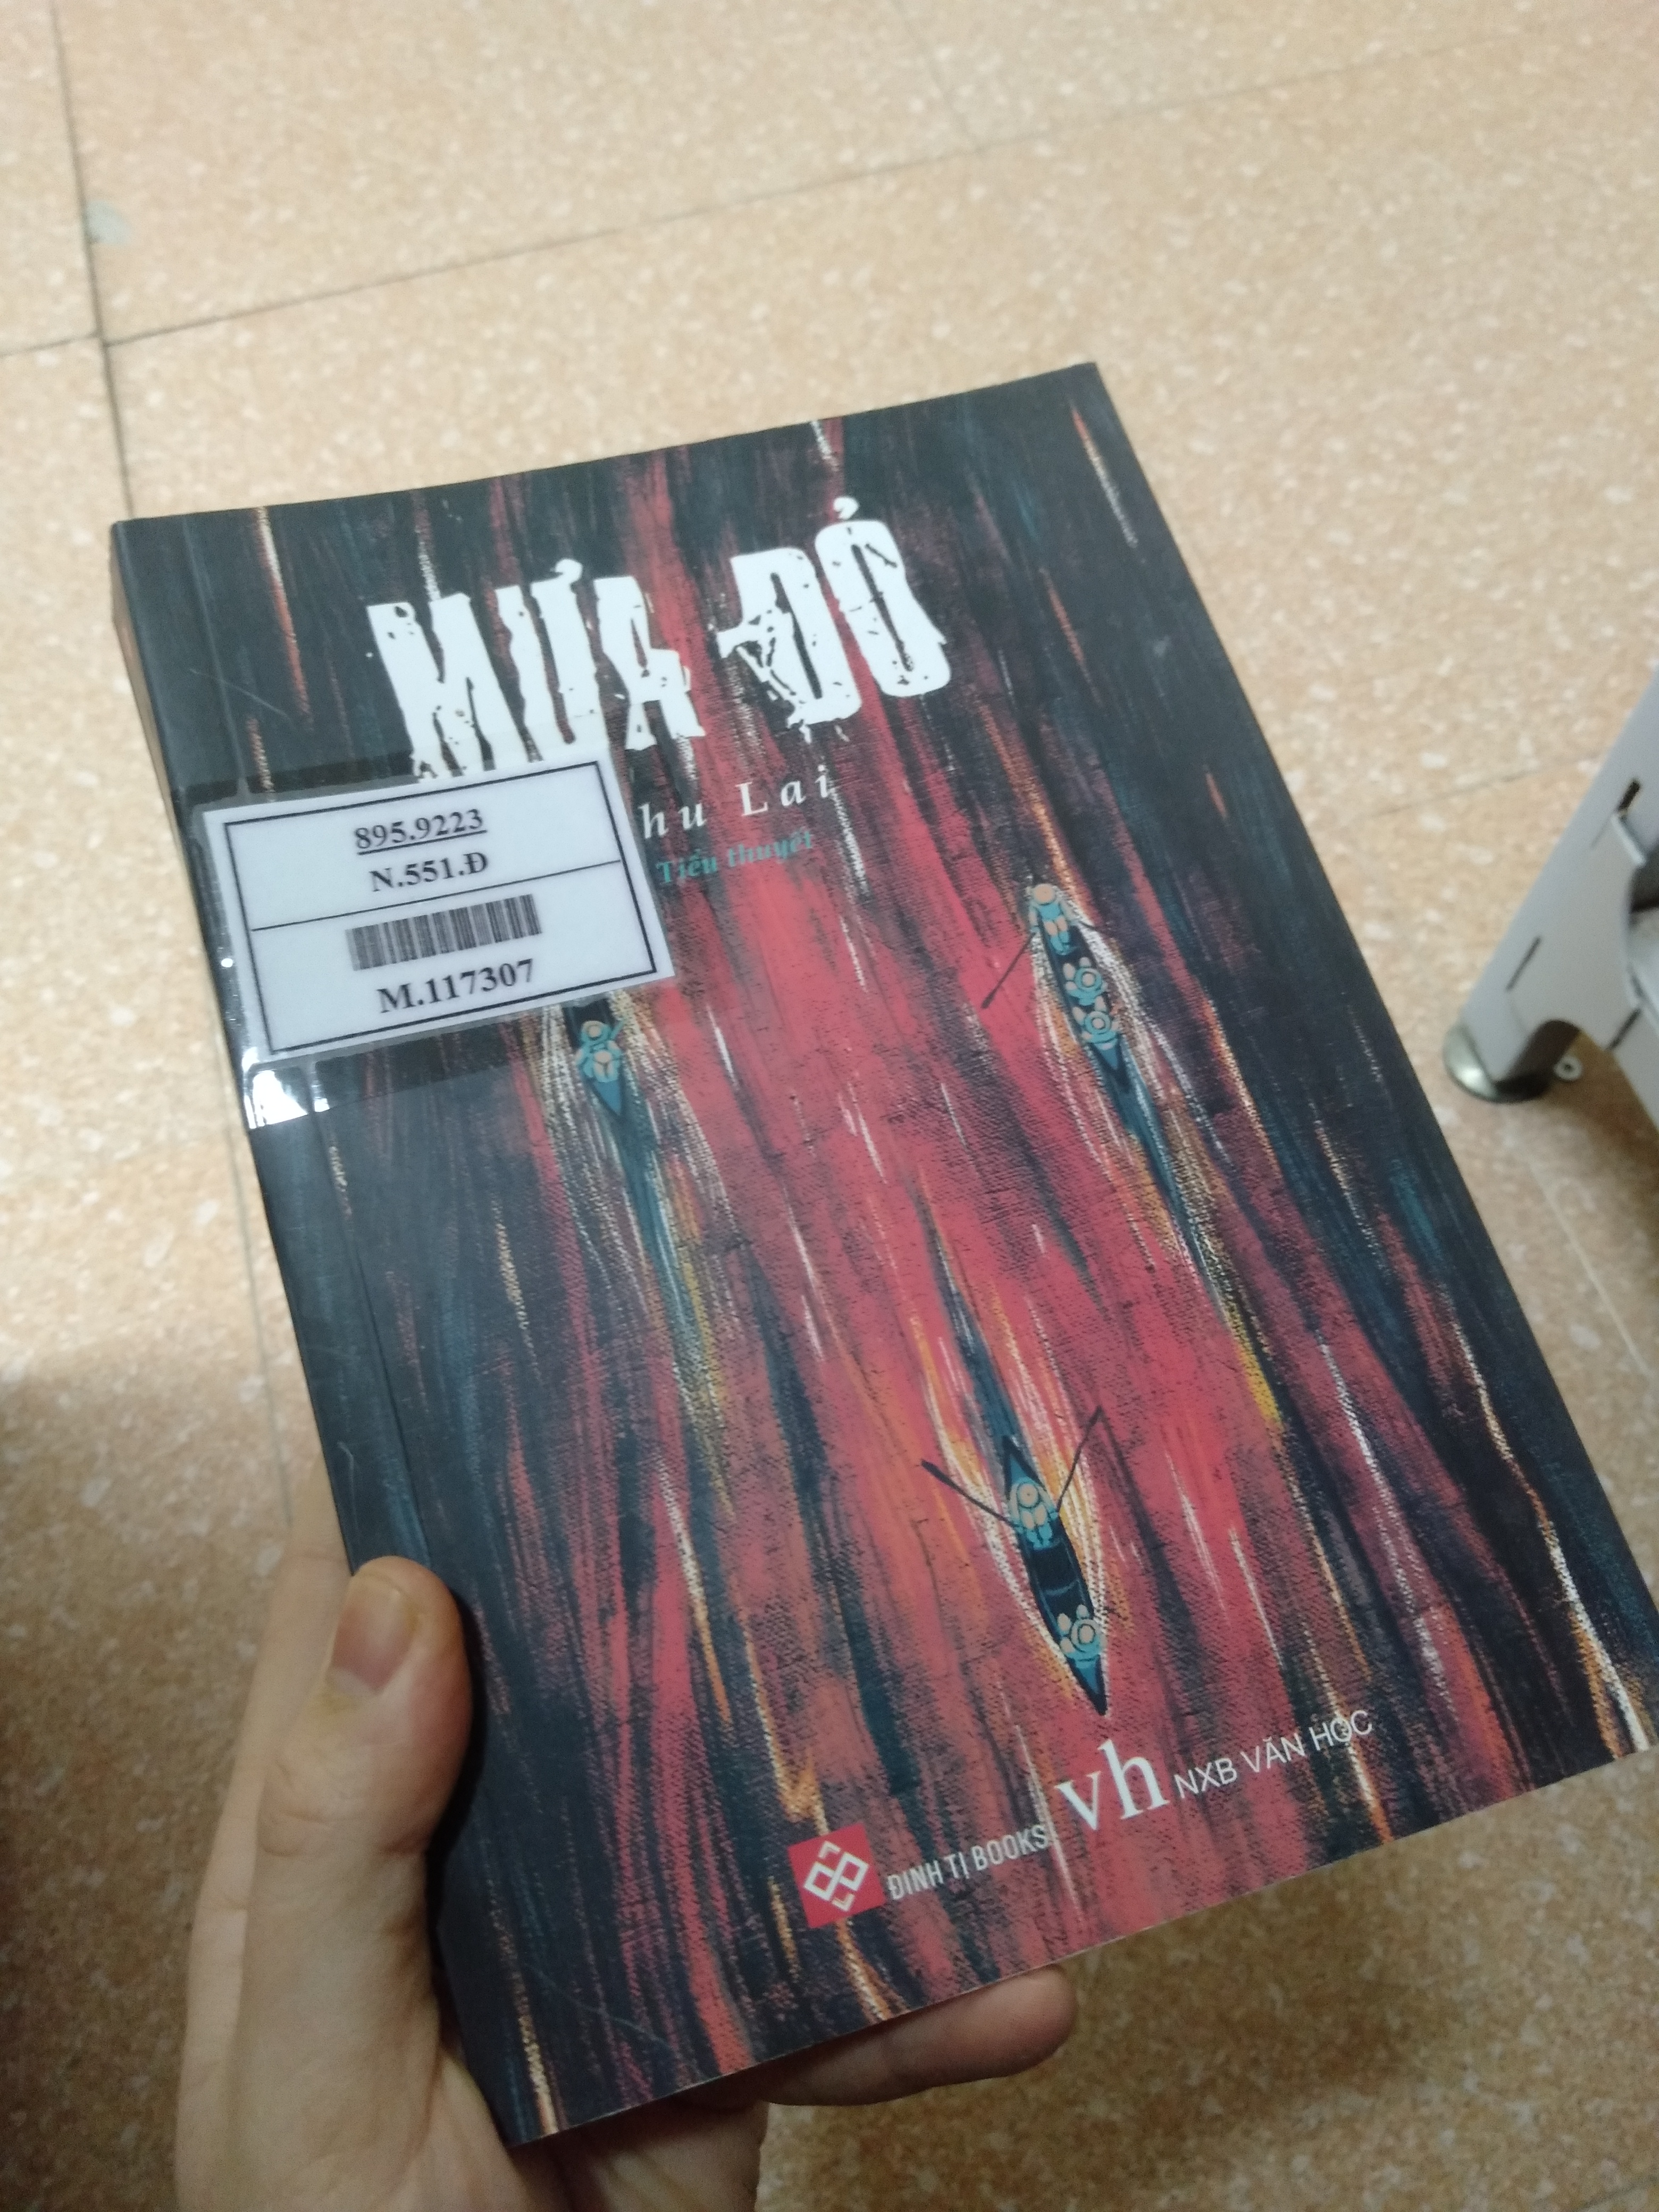 MƯA ĐỎ
hu Lai
Tiểu thuyết
895.9223
N.551.Đ
M.117307
vh NXB VĂN HỌC
ĐINH TỊ BOOKS